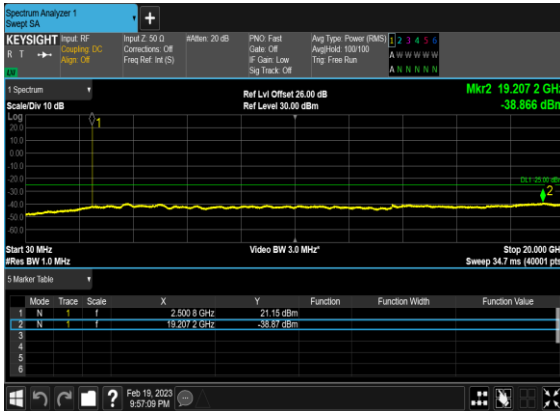 Spectrum Analyzer 1
Swept SA
+
KEYSIGHT Input: RF Input Z: 50 Ω #Atten: 20 dB PNO: Fast Avg Type: Power (RMS) 1 2 3 4 5 6
R T Coupling: DC Corrections: Off Gate: Off Avg|Hold: 100/100 A W W W W W
Align: Off Freq Ref: Int (S) IF Gain: Low Trig: Free Run
Sig Track: Off A N N N N N
1 Spectrum Ref Lvl Offset 26.00 dB Mkr2 19.207 2 GHz
Scale/Div 10 dB Ref Level 30.00 dBm -38.866 dBm
Log
20.0
10.0
0.00
-10.0
-20.0
-30.0
-40.0
-50.0
-60.0
1
DL1 -25.00 dBm
2
Start 30 MHz Video BW 3.0 MHz* Stop 20.000 GHz
#Res BW 1.0 MHz Sweep 34.7 ms (40001 pts)
5 Marker Table
Mode Trace Scale X Y Function Function Width Function Value
1 N 1 f 2.500 8 GHz 21.15 dBm
2 N 1 f 19.207 2 GHz -38.87 dBm
3
4
5
6
? Feb 19, 2023
9:57:09 PM